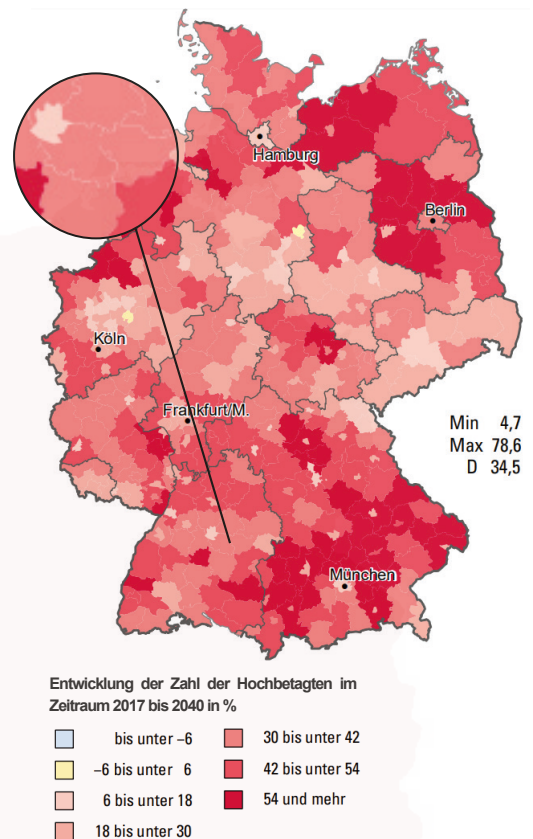 Hamburg
Berlin
Köln
Frankfurt/M.
Min 4,7
Max 78,6
D 34,5
München
Entwicklung der Zahl der Hochbetagten im
Zeitraum 2017 bis 2040 in %
bis unter –6
30 bis unter 42
–6 bis unter 6
42 bis unter 54
6 bis unter 18
54 und mehr
18 bis unter 30